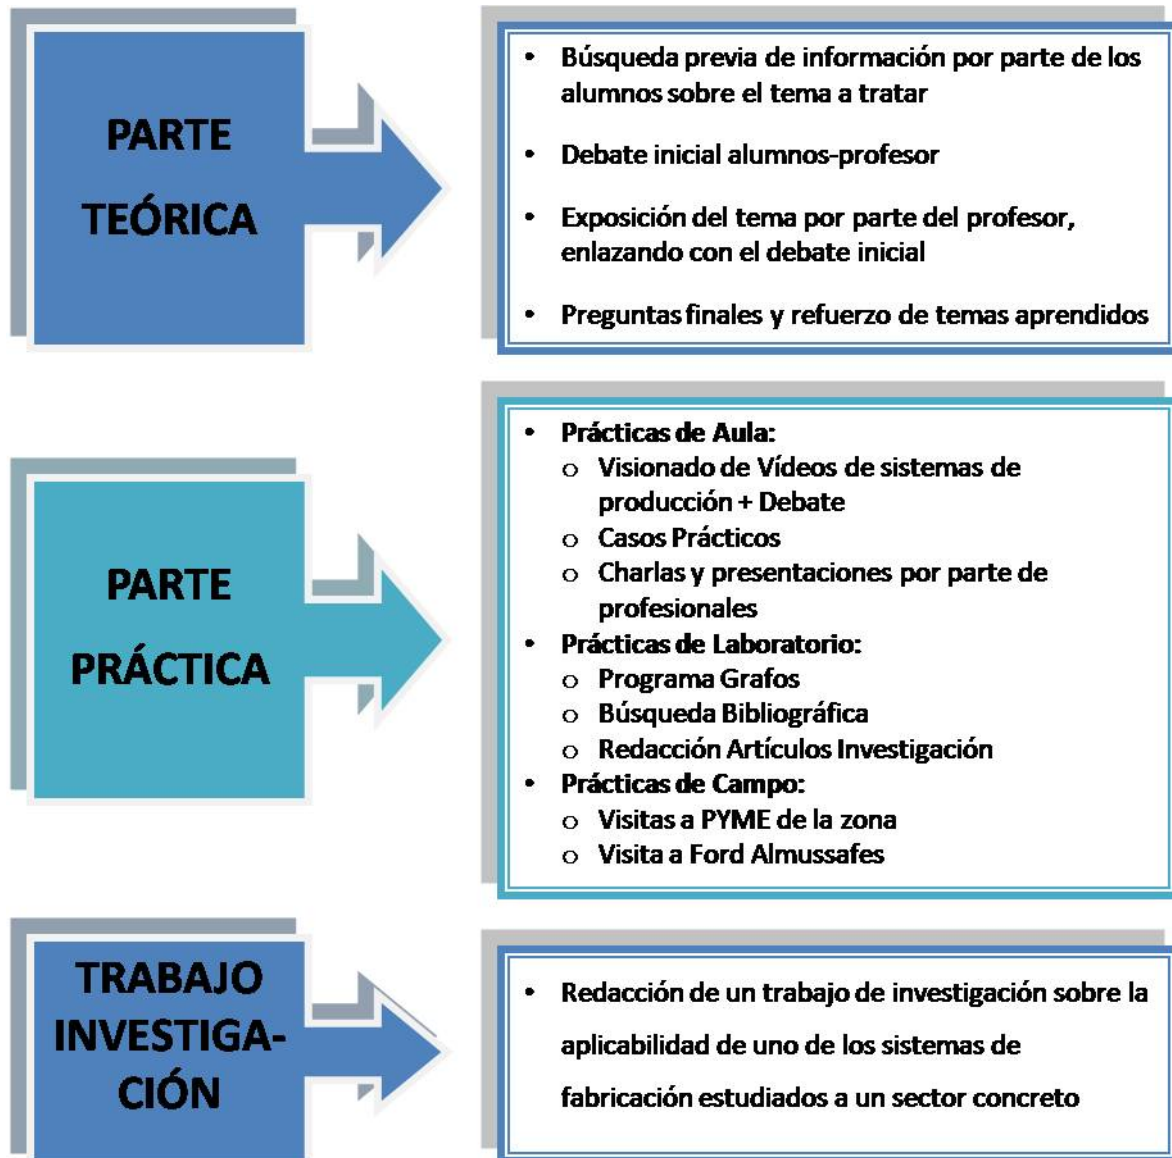 PARTE
TEÓRICA
• Búsqueda previa de información por parte de los
alumnos sobre el tema a tratar
• Debate inicial alumnos-profesor
• Exposición del tema por parte del profesor,
enlazando con el debate inicial
• Preguntas finales y refuerzo de temas aprendidos
PARTE
PRÁCTICA
• Prácticas de Aula:
o Visionado de Vídeos de sistemas de
producción + Debate
o Casos Prácticos
o Charlas y presentaciones por parte de
profesionales
• Prácticas de Laboratorio:
o Programa Grafos
o Búsqueda Bibliográfica
o Redacción Artículos Investigación
• Prácticas de Campo:
o Visitas a PYME de la zona
o Visita a Ford Almussafes
TRABAJO
INVESTIGA-
CIÓN
• Redacción de un trabajo de investigación sobre la
aplicabilidad de uno de los sistemas de
fabricación estudiados a un sector concreto